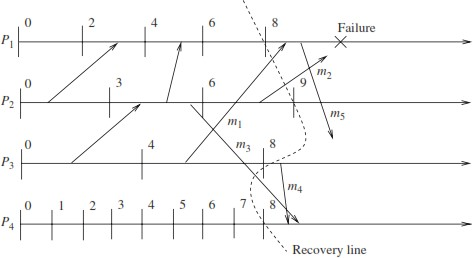 0 2 4 6 8 Failure
P1
m2
0 3 6 9
P2
m1 m5
m3
0 4 8
P3
m4
0 1 2 3 4 5 6 7 8
P4
Recovery line